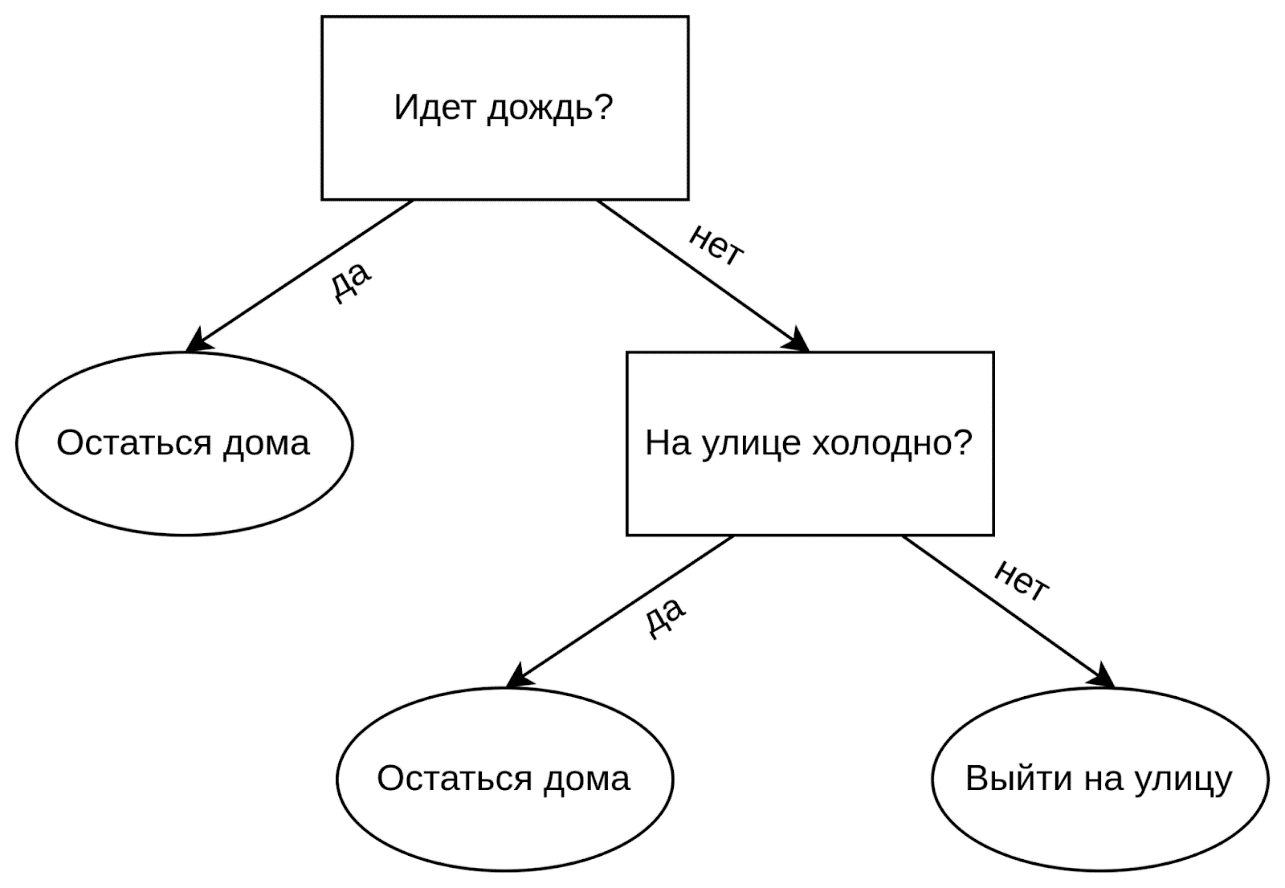 Идет дождь?
да
нет
Остаться дома
На улице холодно?
да
нет
Остаться дома
Выйти на улицу